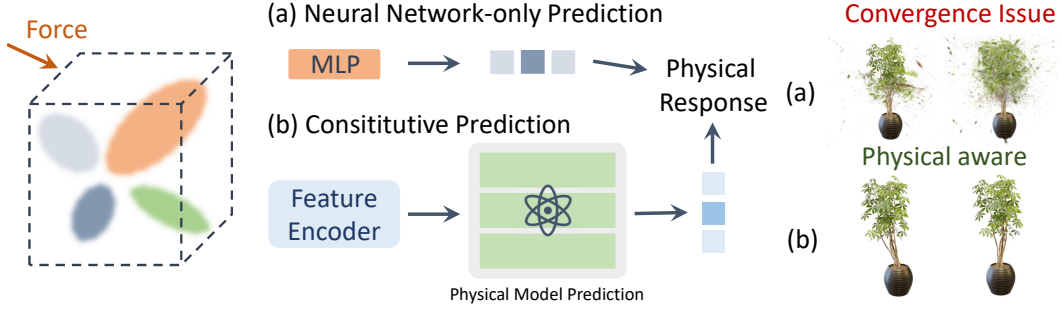 Force
(a) Neural Network-only Prediction
MLP
Physical
Response
(b) Consititutive Prediction
Feature
Encoder
Physical Model Prediction
Convergence Issue
(a)
Physical aware
(b)